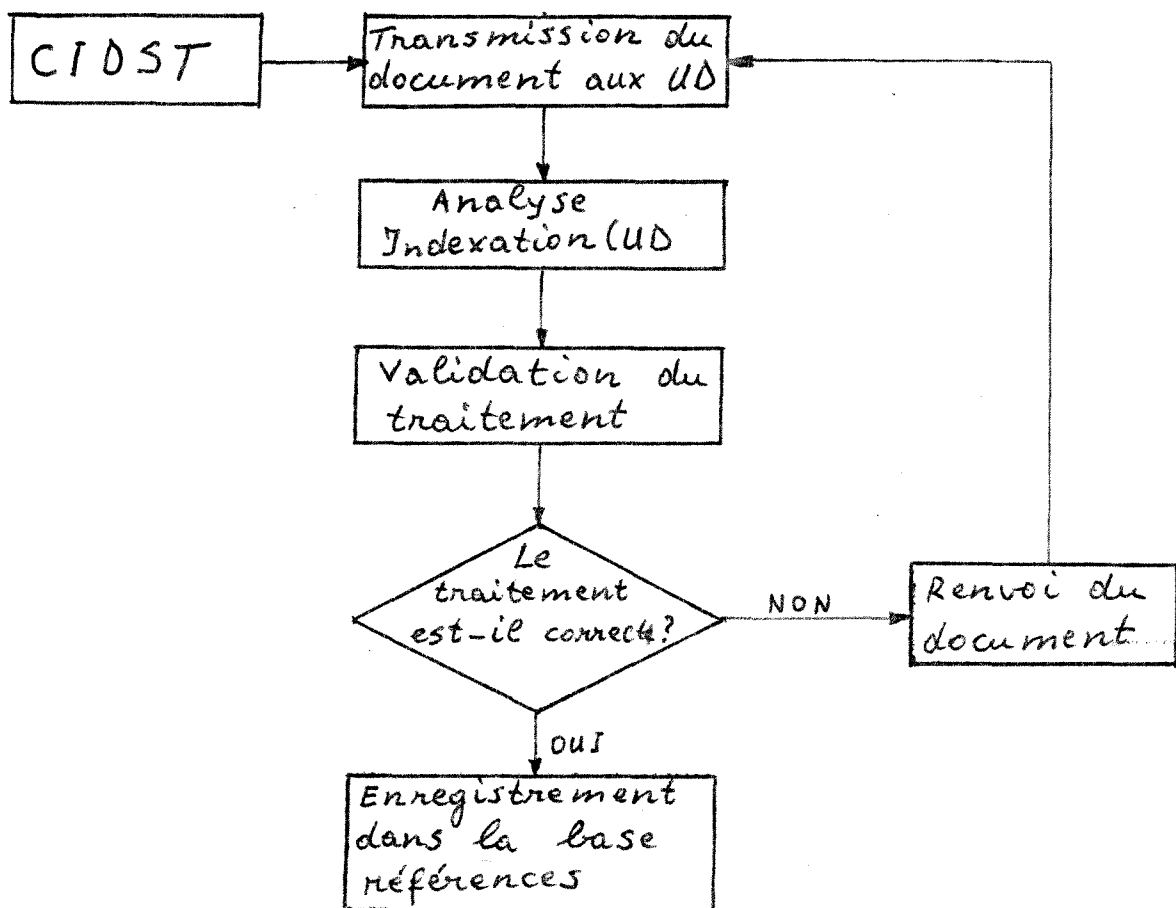 CIDST
Transmission du
document aux UD
Analyse
Indexation (UD
Validation du
traitement
Le
traitement
est-il correct?
NON
Renvoi du
document
OUI
Enregistrement
dans la base
références